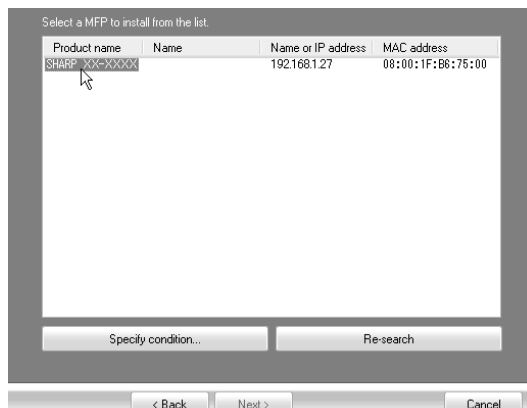 Select a MFP to install from the list.
Product name Name Name or IP address MAC address
SHARP XX-XXXX 192.168.1.27 08:00:1F:B6:75:00
Specify condition... Re-search
< Back Next > Cancel